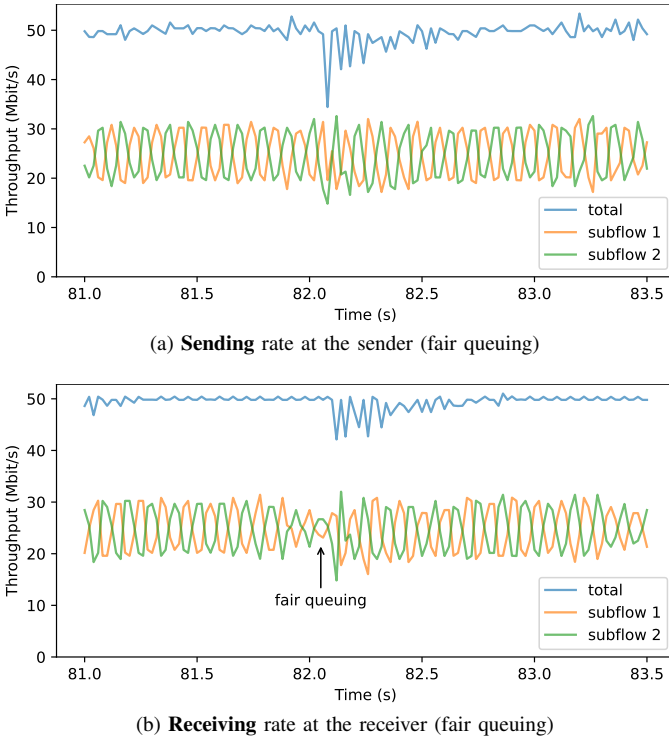 50
40
30
20
10
0
Throughput (Mbit/s)
total
subflow 1
subflow 2
81.0 81.5 82.0 82.5 83.0 83.5
Time (s)
(a) Sending rate at the sender (fair queuing)
50
40
30
20
10
0
Throughput (Mbit/s)
fair queuing
total
subflow 1
subflow 2
81.0 81.5 82.0 82.5 83.0 83.5
Time (s)
(b) Receiving rate at the receiver (fair queuing)